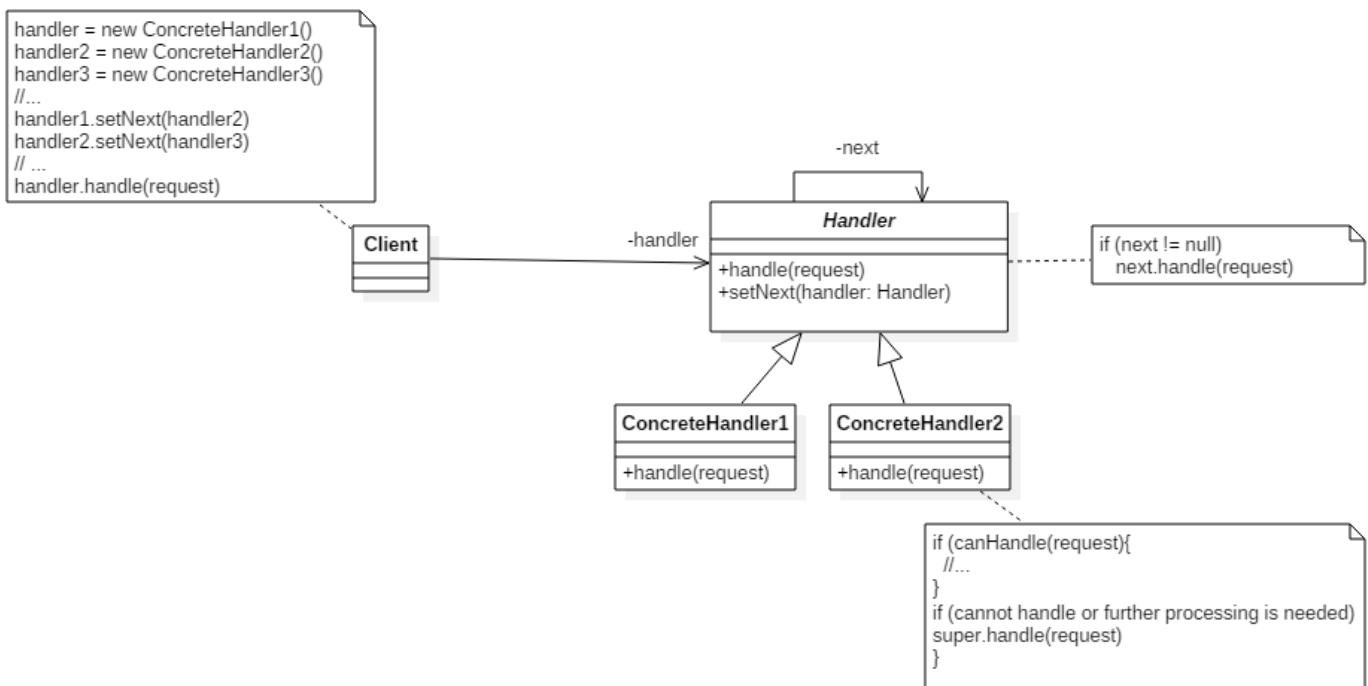 handler = new ConcreteHandler1()
handler2 = new ConcreteHandler2()
handler3 = new ConcreteHandler3()
//...
handler1.setNext(handler2)
handler2.setNext(handler3)
// ...
handler.handle(request)
-next
Client
-handler
Handler
+handle(request)
+setNext(handler: Handler)
if (next != null)
next.handle(request)
ConcreteHandler1
+handle(request)
ConcreteHandler2
+handle(request)
if (canHandle(request){
//...
}
if (cannot handle or further processing is needed)
super.handle(request)
}